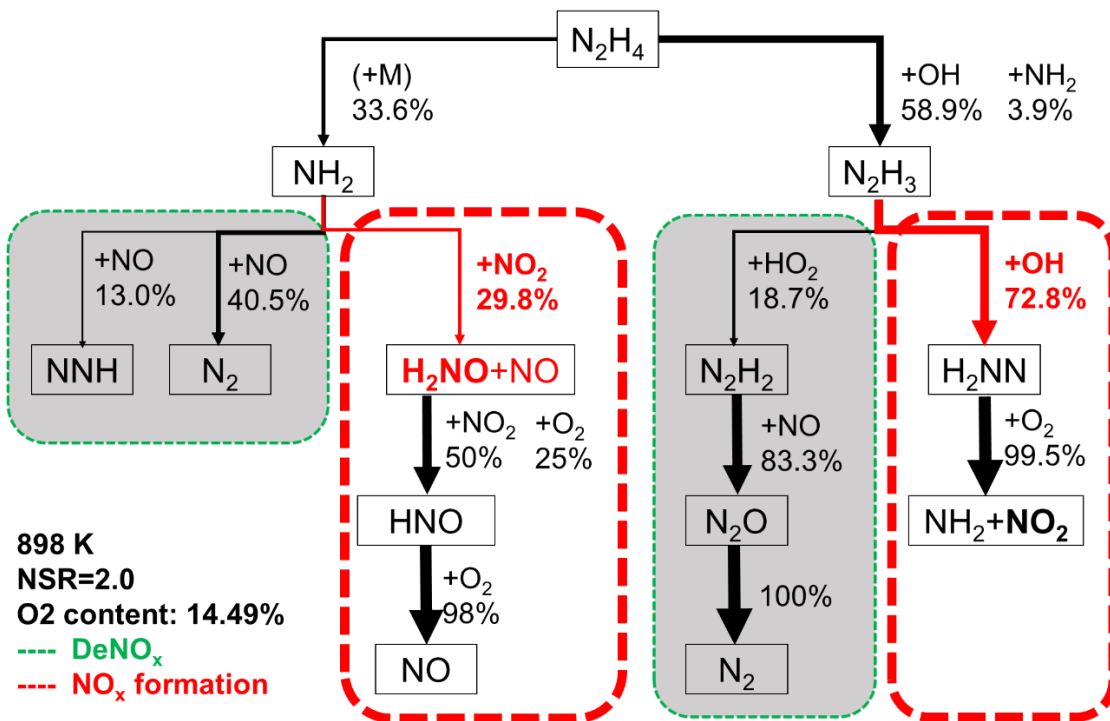 N₂H₄
(+M)
33.6%
+OH +NH₂
58.9% 3.9%
NH₂
N₂H₃
+NO
13.0%
+NO
40.5%
+NO₂
29.8%
+HO₂
18.7%
+OH
72.8%
NNH
N₂
H₂NO+NO
N₂H₂
H₂NN
+NO₂ +O₂
50% 25%
+NO
83.3%
+O₂
99.5%
HNO
N₂O
NH₂+NO₂
+O₂
98%
100%
NO
N₂
898 K
NSR=2.0
O2 content: 14.49%
---- DeNOₓ
---- NOₓ formation